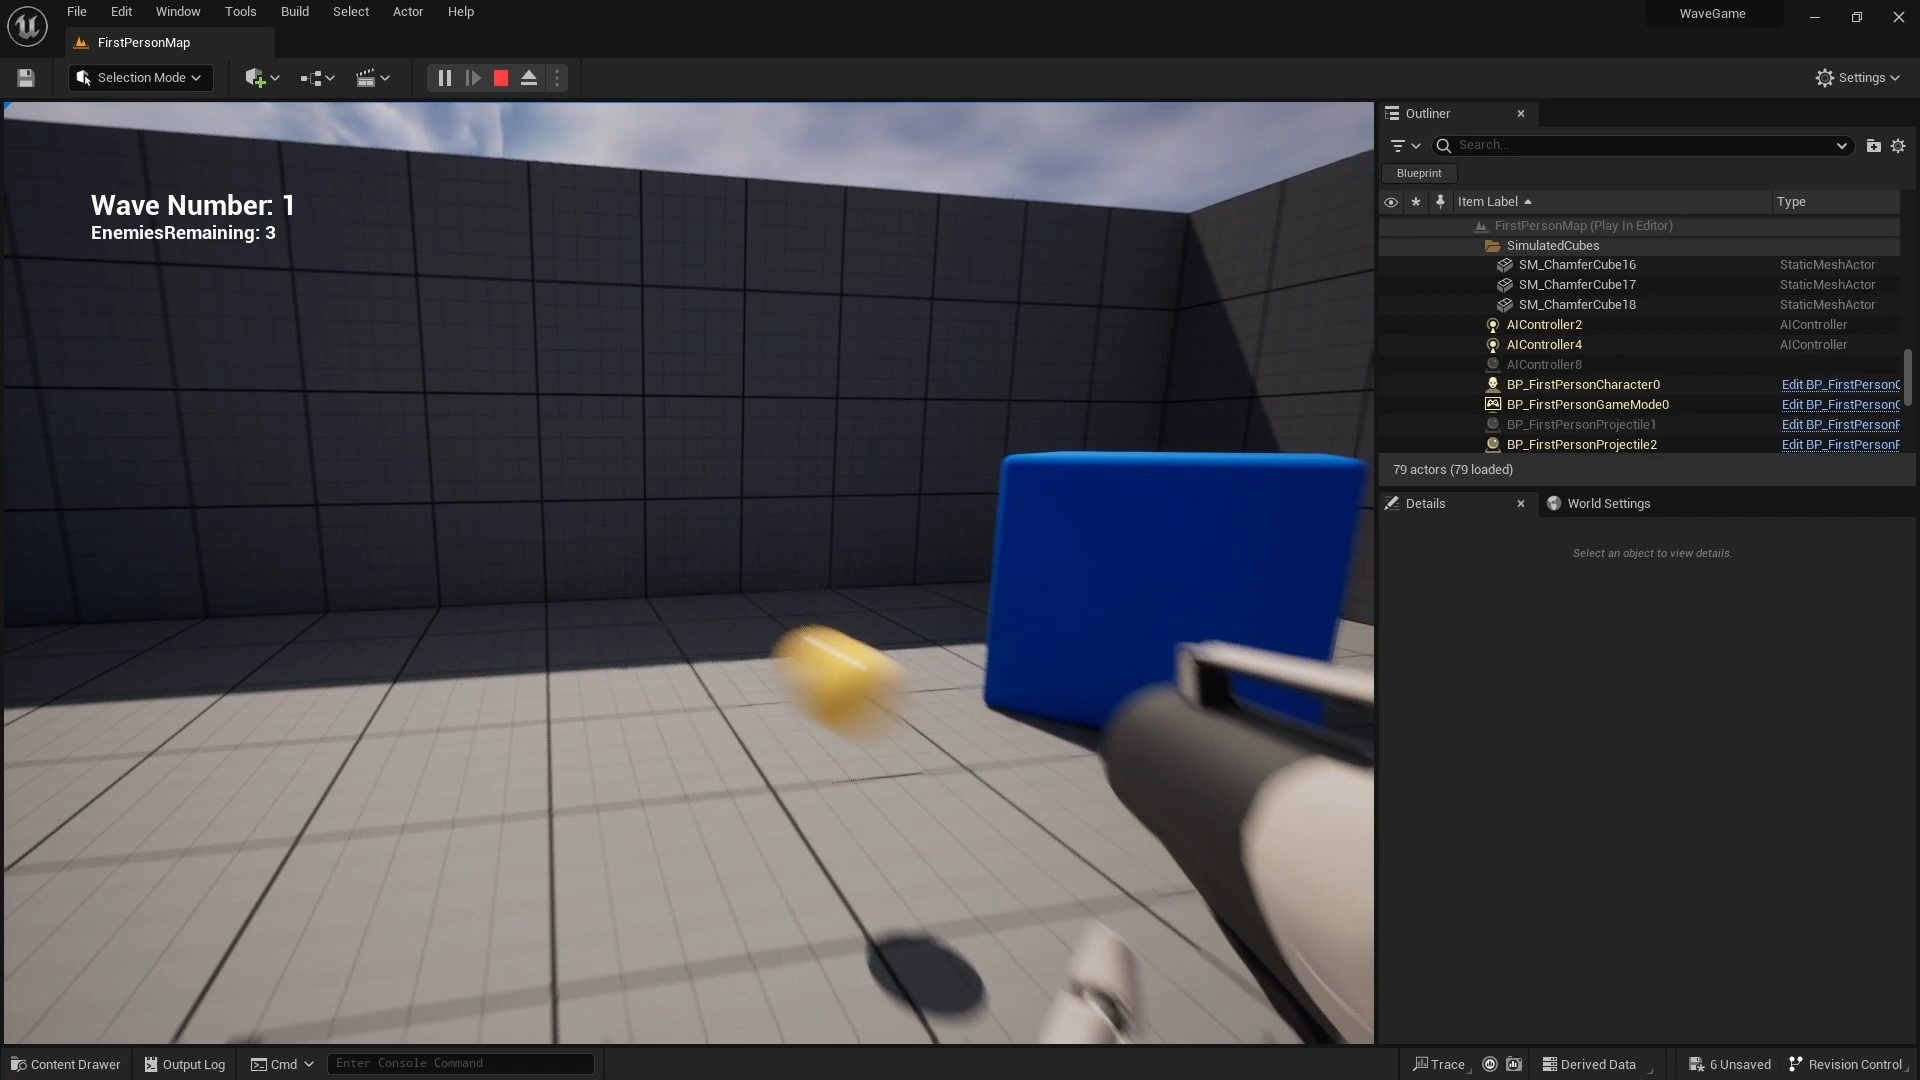 File Edit Window Tools Build Select Actor Help
WaveGame
FirstPersonMap
Selection Mode
Settings
Wave Number: 1
EnemiesRemaining: 3
Outliner
Search...
Blueprint
Item Label Type
FirstPersonMap (Play In Editor)
SimulatedCubes
SM_ChamferCube16 StaticMeshActor
SM_ChamferCube17 StaticMeshActor
SM_ChamferCube18 StaticMeshActor
AIController2 AIController
AIController4 AIController
AIController8
BP_FirstPersonCharacter0 Edit BP_FirstPersonC
BP_FirstPersonGameMode0 Edit BP_FirstPersonG
BP_FirstPersonProjectile1 Edit BP_FirstPersonP
BP_FirstPersonProjectile2 Edit BP_FirstPersonP
79 actors (79 loaded)
Details
World Settings
Select an object to view details.
Content Drawer
Output Log
Cmd
Enter Console Command
Trace
Derived Data
6 Unsaved
Revision Control